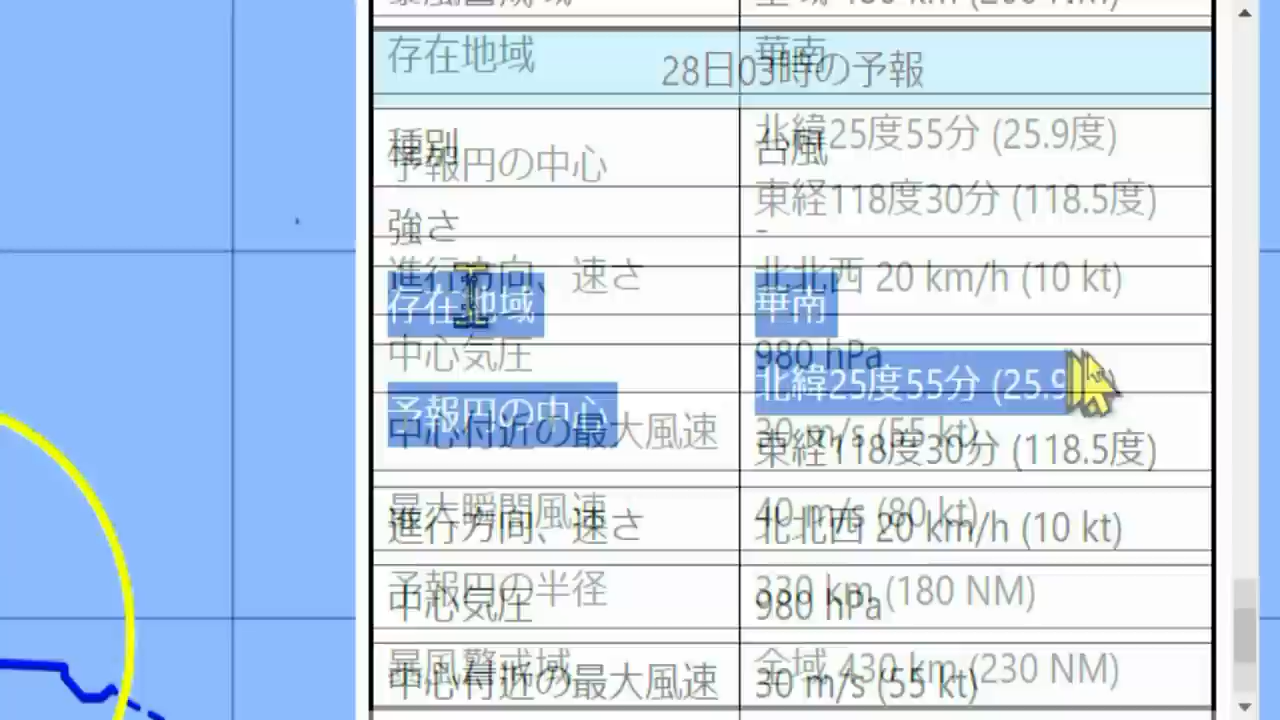 存在地域 華南
28日03時の予報
種別 台風
予報円の中心 北緯25度55分 (25.9度)
東経118度30分 (118.5度)
強さ -
進行方向、速さ 北北西 20 km/h (10 kt)
存在地域 華南
中心気圧 980 hPa
予報円の中心 北緯25度55分 (25.9
中心付近の最大風速 30 m/s (55 kt)
東経118度30分 (118.5度)
最大瞬間風速 40 m/s (80 kt)
進行方向、速さ 北北西 20 km/h (10 kt)
予報円の半径 330 km (180 NM)
中心気圧 980 hPa
暴風警戒域 全域 430 km (230 NM)
中心付近の最大風速 30 m/s (55 kt)